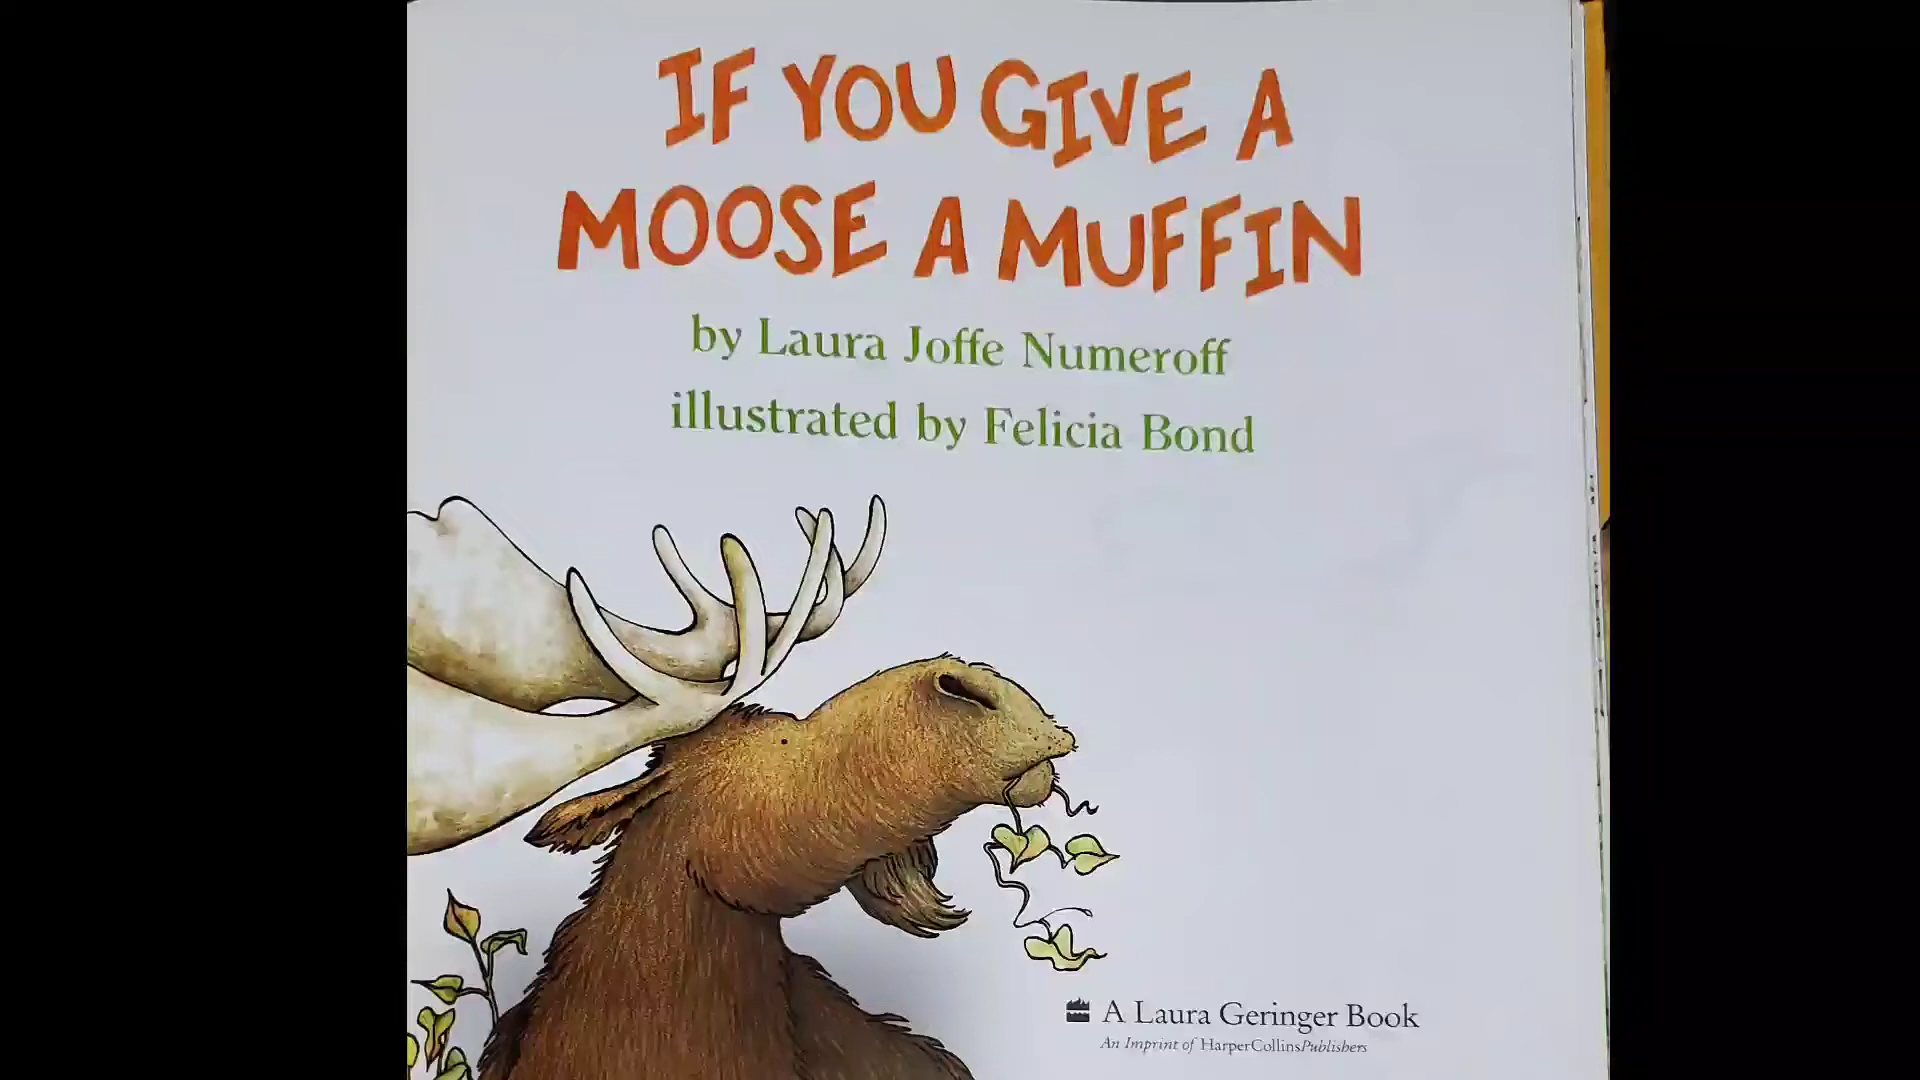 IF YOU GIVE A
MOOSE A MUFFIN
by Laura Joffe Numeroff
illustrated by Felicia Bond
A Laura Geringer Book
An Imprint of HarperCollinsPublishers